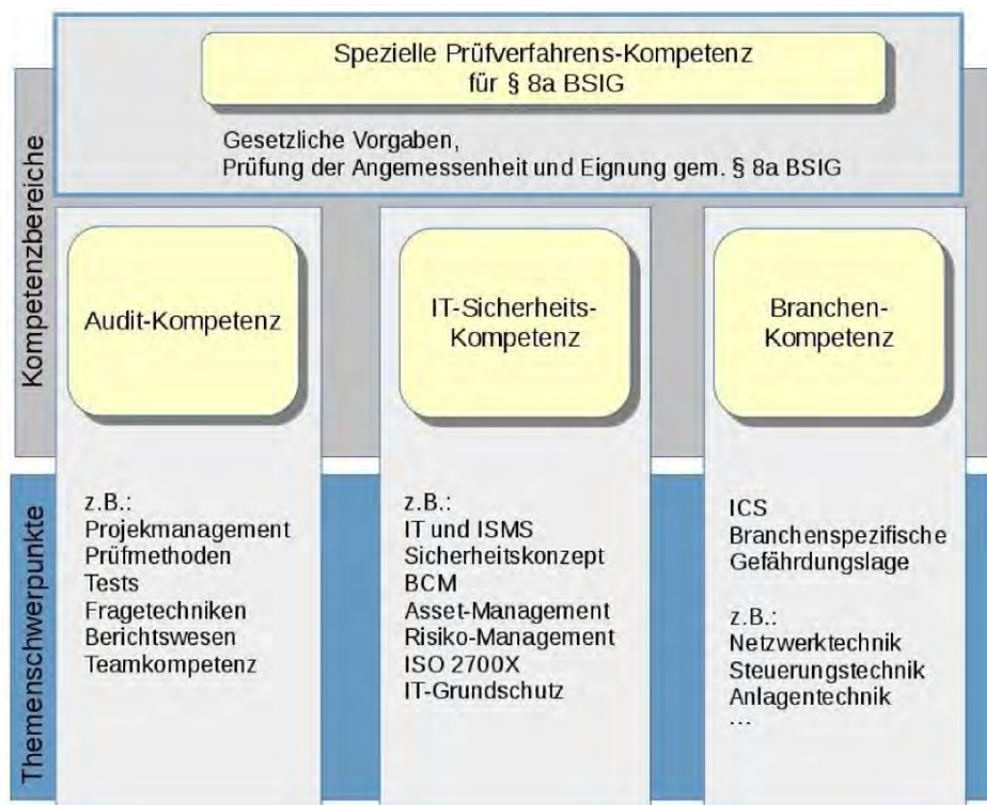 Spezielle Prüfverfahrens-Kompetenz
für § 8a BSIG
Gesetzliche Vorgaben,
Prüfung der Angemessenheit und Eignung gem. § 8a BSIG
Kompetenzbereiche
Audit-Kompetenz
IT-Sicherheits-
Kompetenz
Branchen-
Kompetenz
Themenschwerpunkte
z.B.:
Projekmanagement
Prüfmethoden
Tests
Fragetechniken
Berichtswesen
Teamkompetenz
z.B.:
IT und ISMS
Sicherheitskonzept
BCM
Asset-Management
Risiko-Management
ISO 2700X
IT-Grundschutz
ICS
Branchenspezifische
Gefährdungslage
z.B.:
Netzwerktechnik
Steuerungstechnik
Anlagentechnik
...